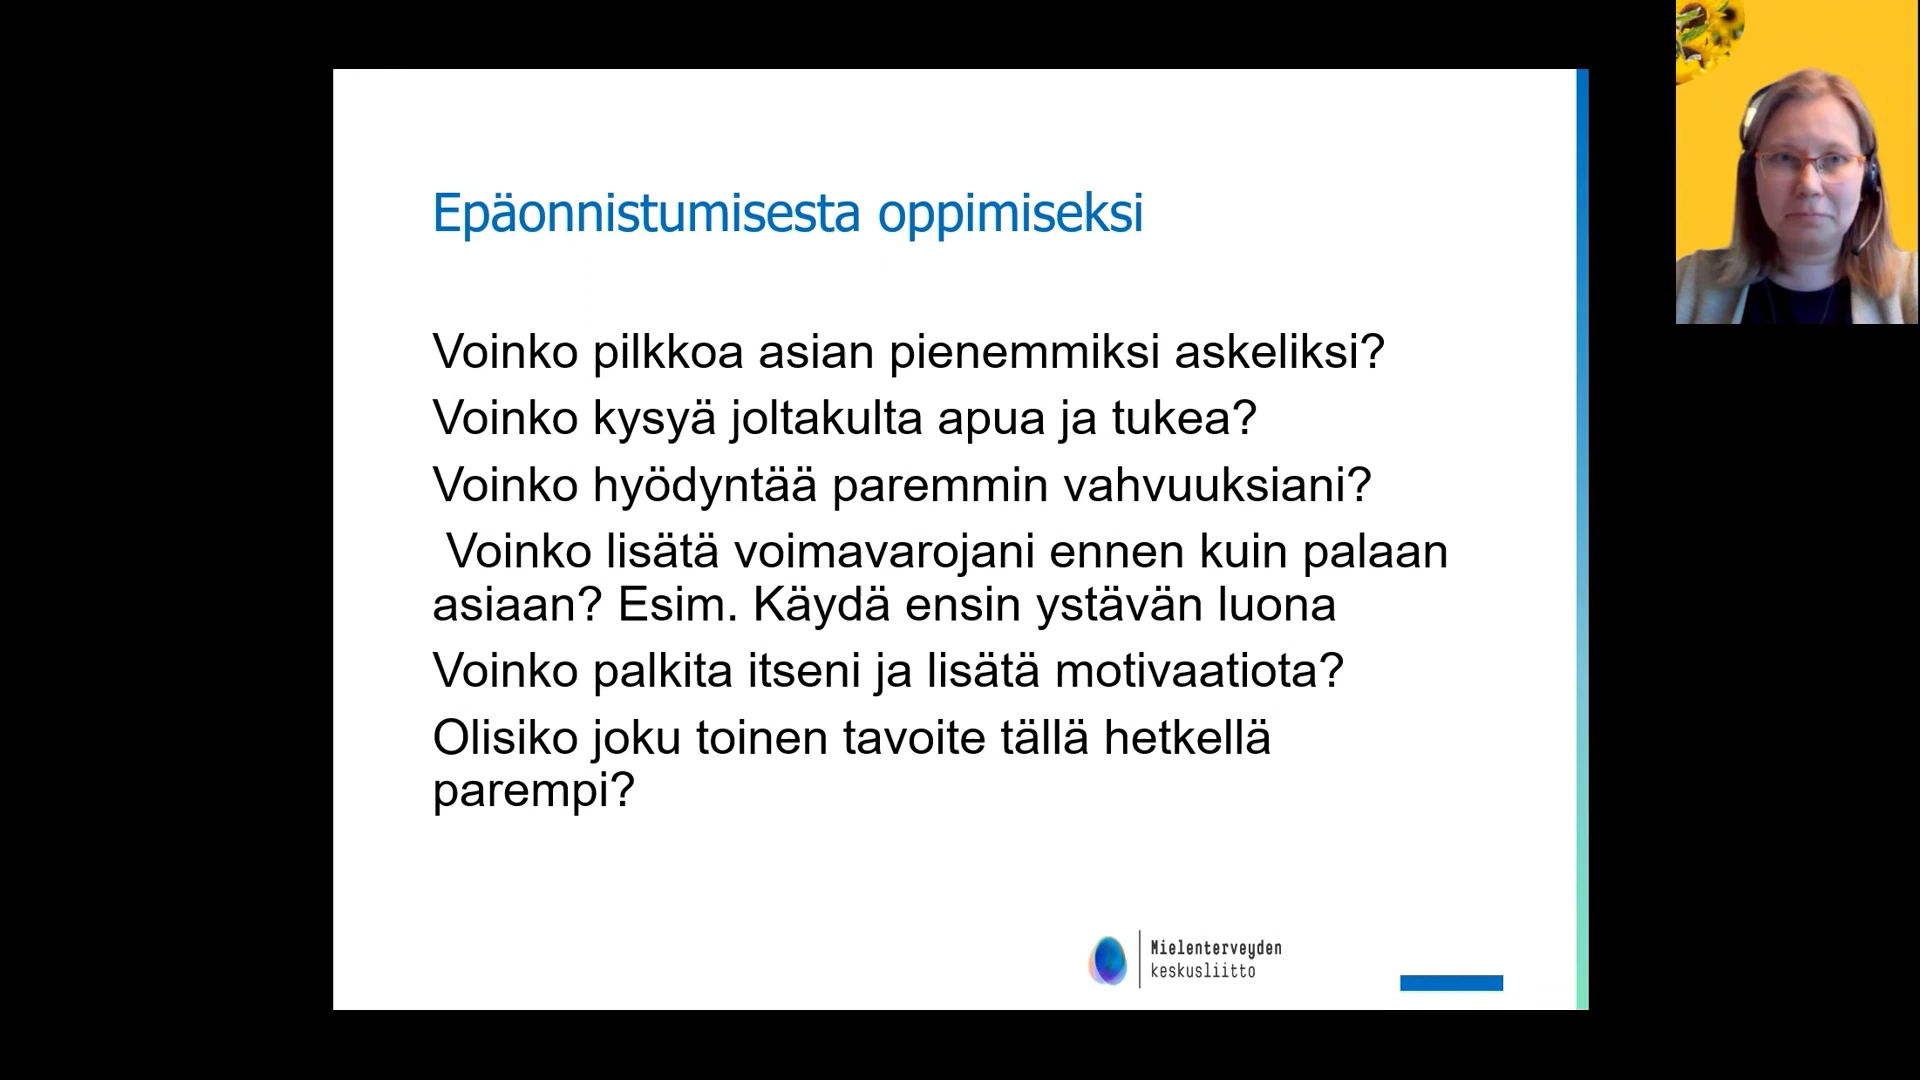 Epäonnistumisesta oppimiseksi
Voinko pilkkoa asian pienemmiksi askeliksi?
Voinko kysyä joltakulta apua ja tukea?
Voinko hyödyntää paremmin vahvuuksiani?
Voinko lisätä voimavarojani ennen kuin palaan
asiaan? Esim. Käydä ensin ystävän luona
Voinko palkita itseni ja lisätä motivaatiota?
Olisiko joku toinen tavoite tällä hetkellä
parempi?
Mielenterveyden
keskusliitto